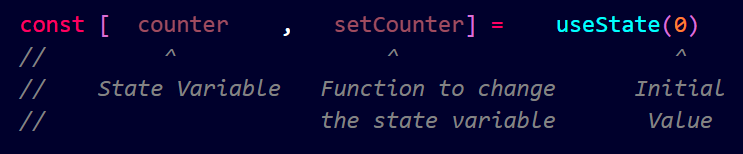 const [  counter    ,   setCounter] =    useState(0)
//         ^                  ^                        ^
//    State Variable   Function to change      Initial
//                     the state variable       Value